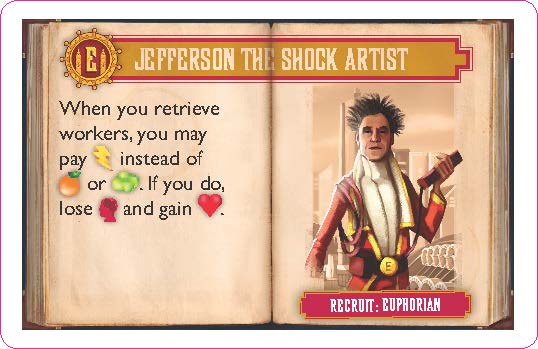 E
JEFFERSON THE SHOCK ARTIST
When you retrieve
workers, you may
pay instead of
or . If you do,
lose and gain .
E
RECRUIT: EUPHORIAN